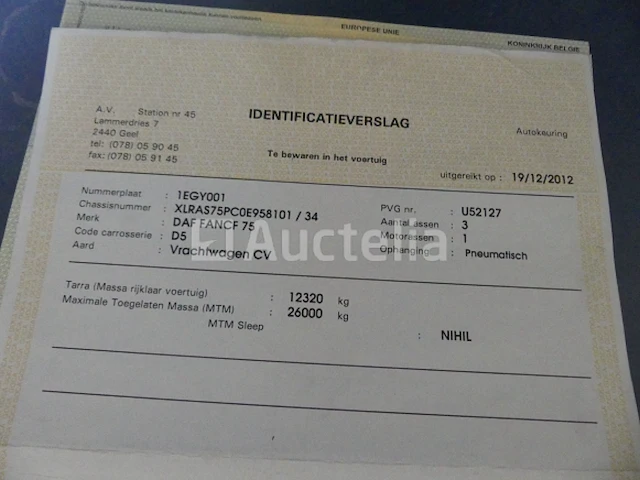 EUROPESE UNIE
KONINKRIJK BELGIE
A.V. Station nr 45
Lammerdries 7
2440 Geel
tel: (078) 05 90 45
fax: (078) 05 91 45
IDENTIFICATIEVERSLAG
Te bewaren in het voertuig
Autokeuring
uitgereikt op : 19/12/2012
Nummerplaat : 1EGY001
Chassisnummer : XLRAS75PC0E958101 / 34
Merk : DAF FANCF 75
Code carrosserie : D5
Aard : Vrachtwagen CV
PVG nr. : U52127
Aantal assen : 3
Motorassen : 1
Ophanging : Pneumatisch
Auctelia
Tarra (Massa rijklaar voertuig) : 12320 kg
Maximale Toegelaten Massa (MTM) : 26000 kg
MTM Sleep : NIHIL